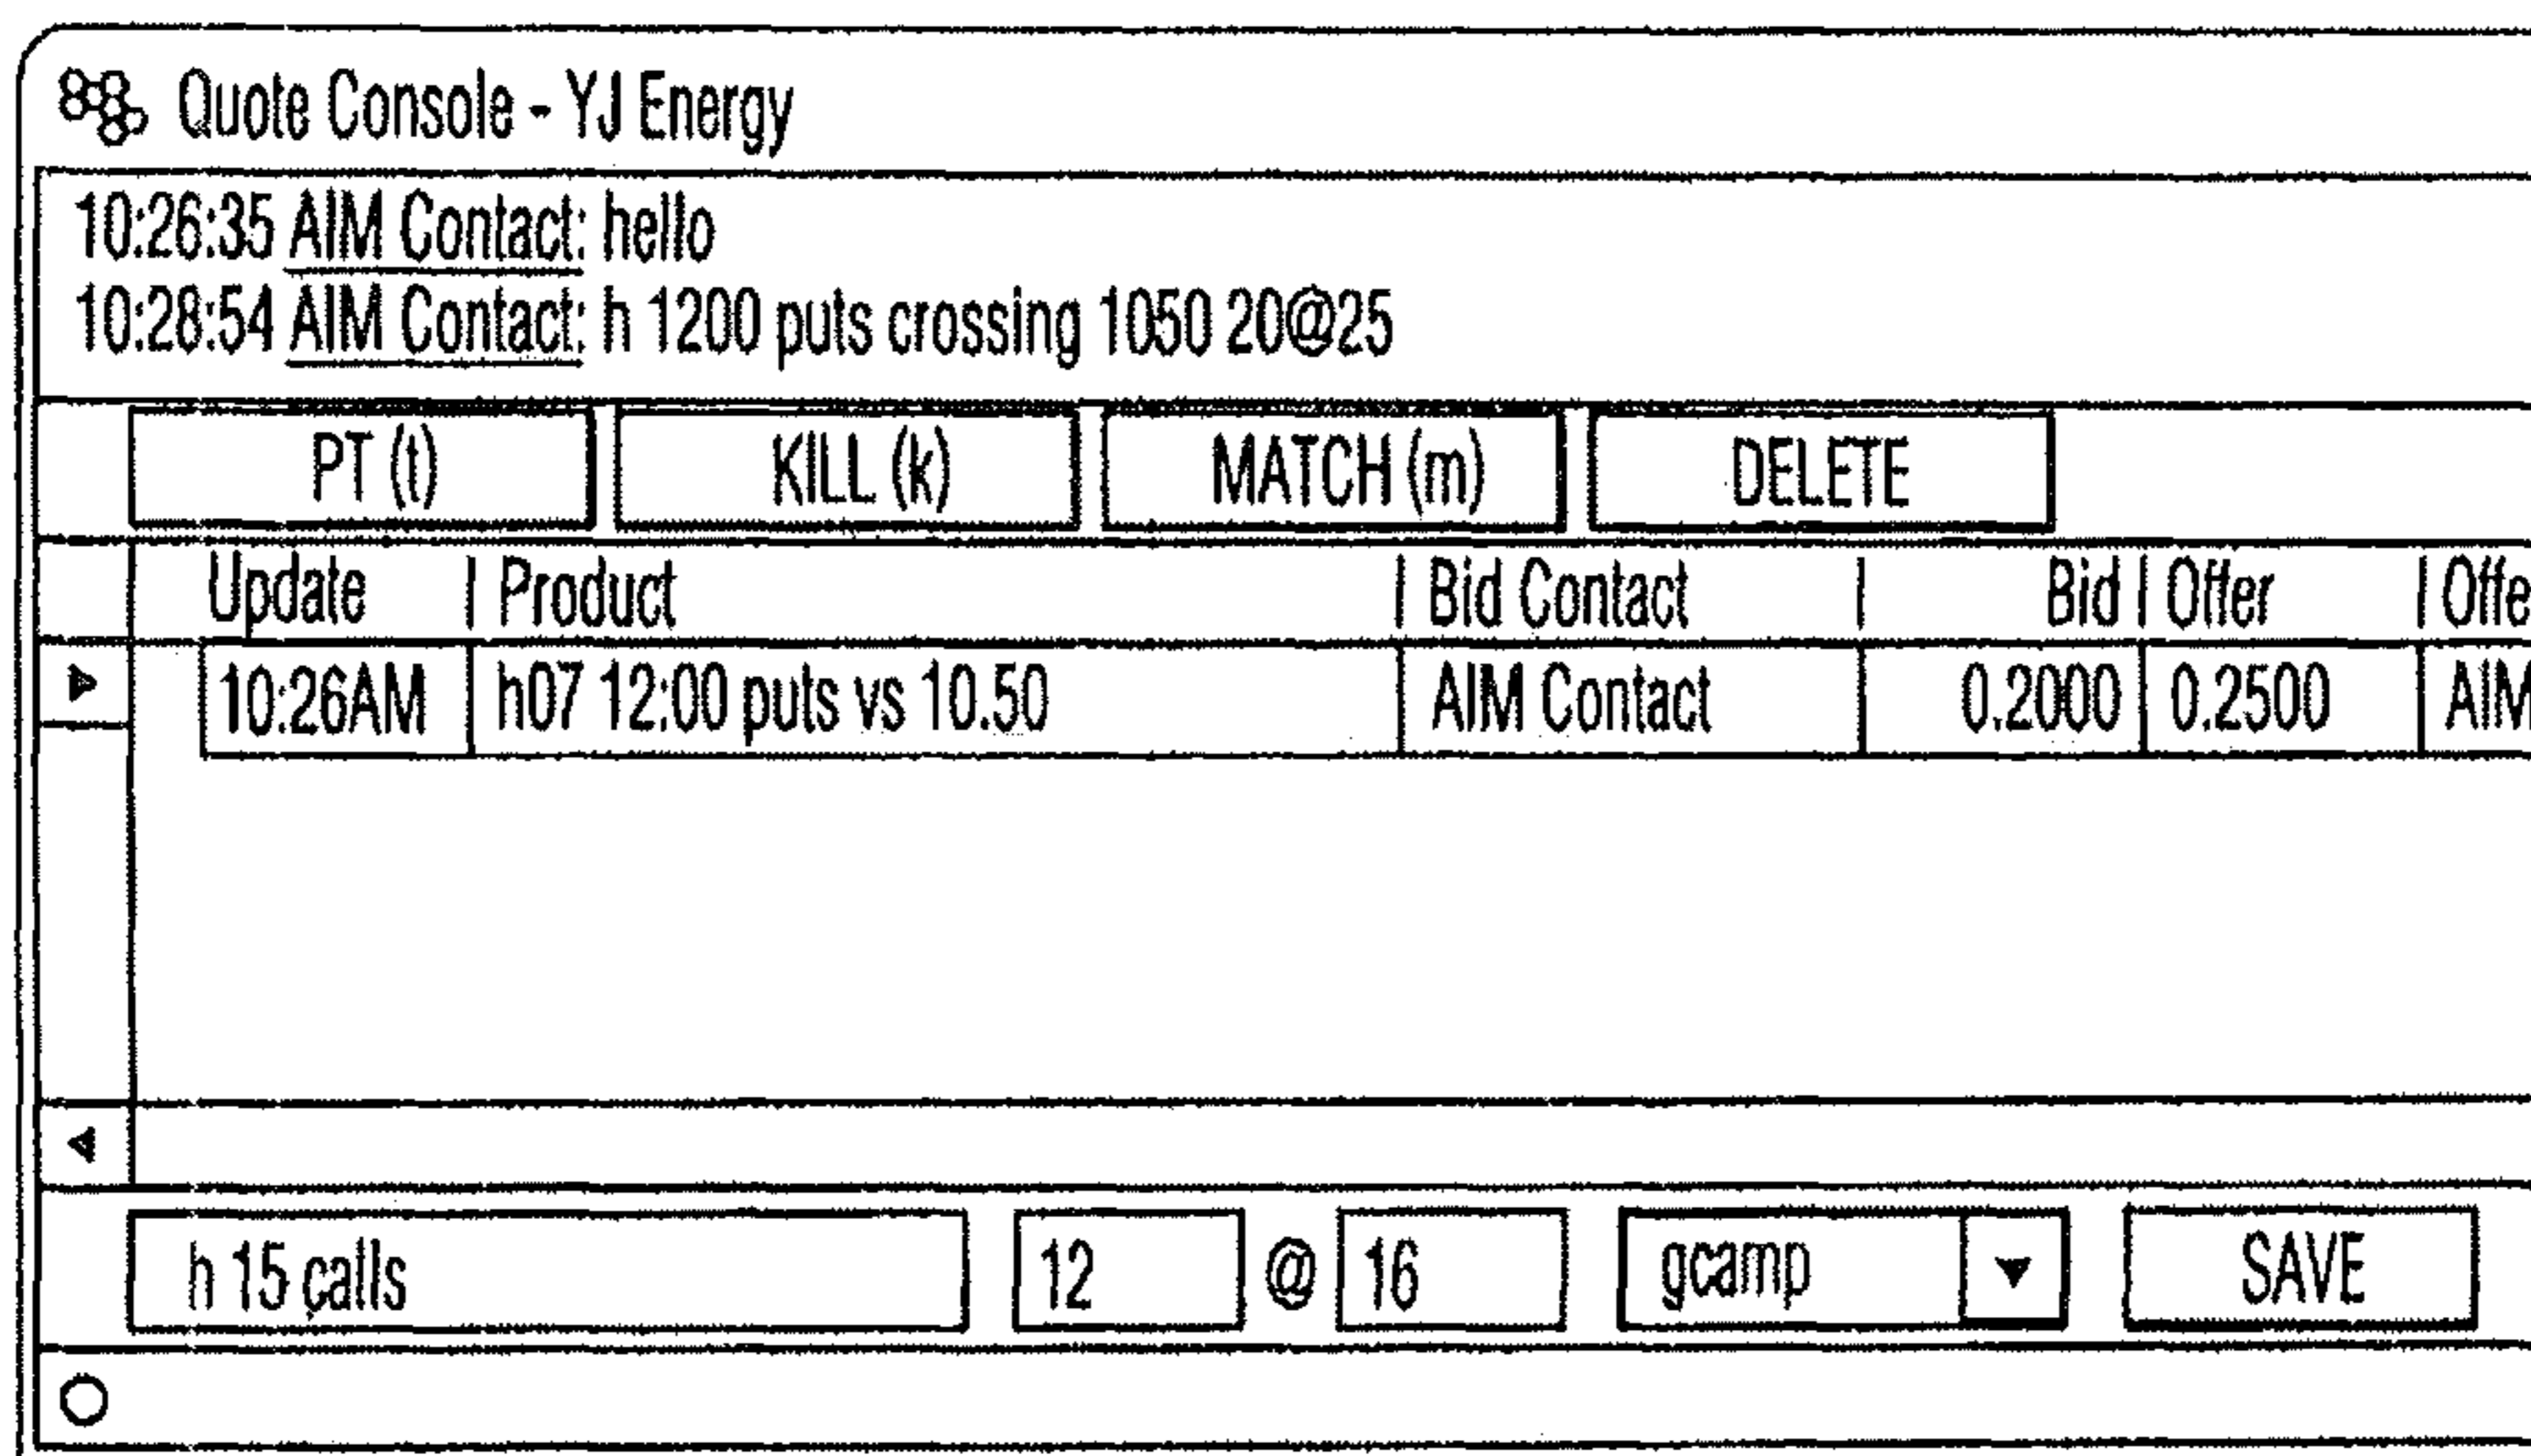 Quote Console - YJ Energy
10:26:35 AIM Contact: hello
10:28:54 AIM Contact: h 1200 puts crossing 1050 20@25
PT (t) KILL (k) MATCH (m) DELETE
Update | Product | Bid Contact | Bid | Offer | Offe
10:26AM h07 12:00 puts vs 10.50 AIM Contact 0.2000 0.2500 AIM
h 15 calls 12 @ 16 gcamp SAVE